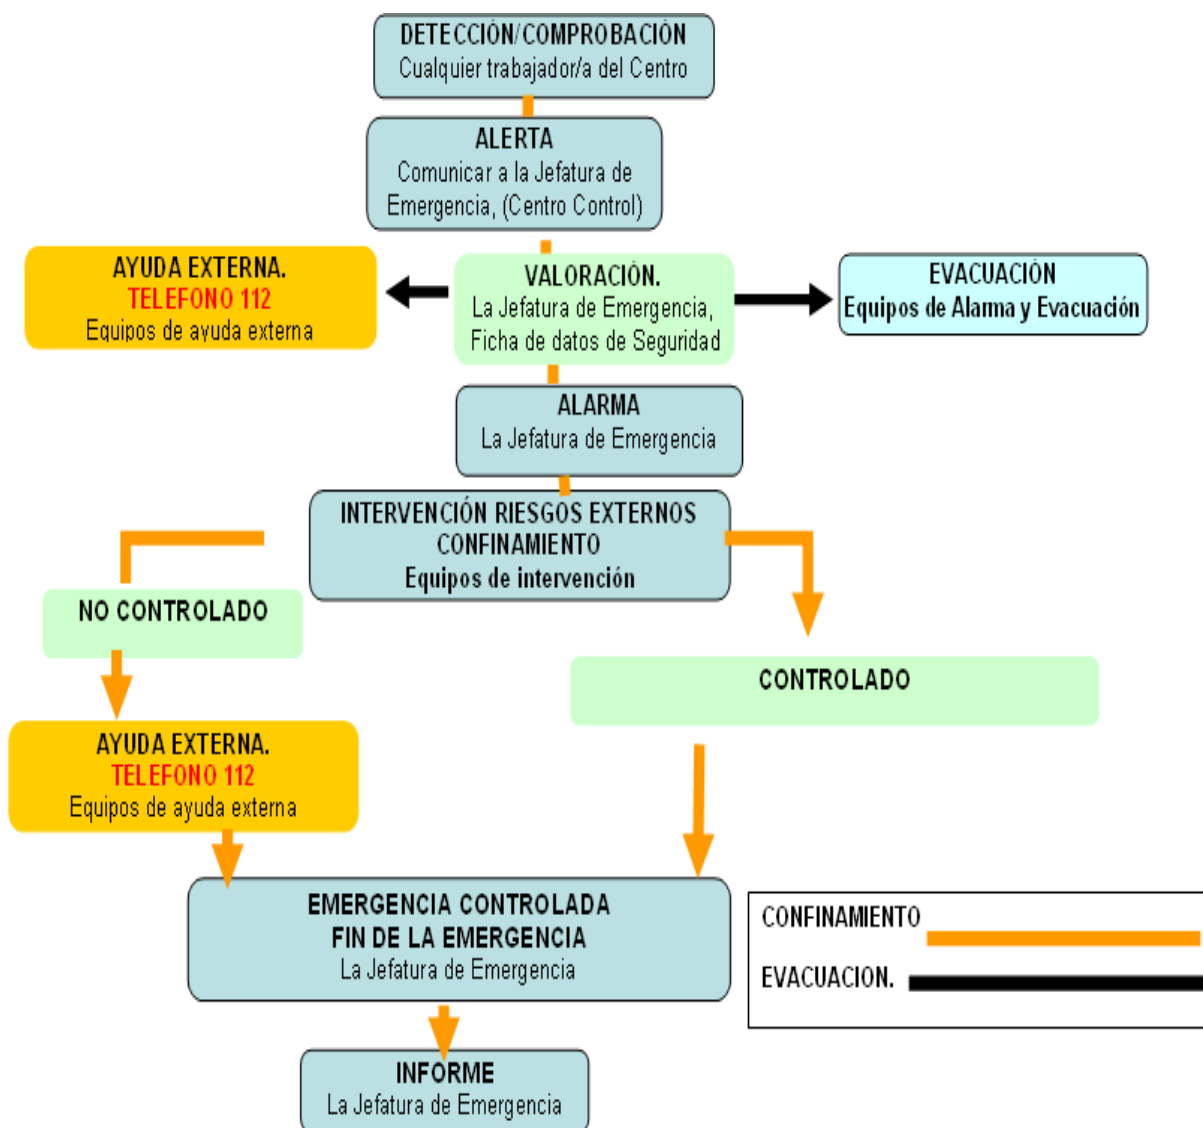 DETECCIÓN/COMPROBACIÓN
Cualquier trabajador/a del Centro
ALERTA
Comunicar a la Jefatura de
Emergencia, (Centro Control)
AYUDA EXTERNA.
TELEFONO 112
Equipos de ayuda externa
VALORACIÓN.
La Jefatura de Emergencia,
Ficha de datos de Seguridad
EVACUACIÓN
Equipos de Alarma y Evacuación
ALARMA
La Jefatura de Emergencia
INTERVENCIÓN RIESGOS EXTERNOS
CONFINAMIENTO
Equipos de intervención
NO CONTROLADO
CONTROLADO
AYUDA EXTERNA.
TELEFONO 112
Equipos de ayuda externa
EMERGENCIA CONTROLADA
FIN DE LA EMERGENCIA
La Jefatura de Emergencia
CONFINAMIENTO
EVACUACION.
INFORME
La Jefatura de Emergencia